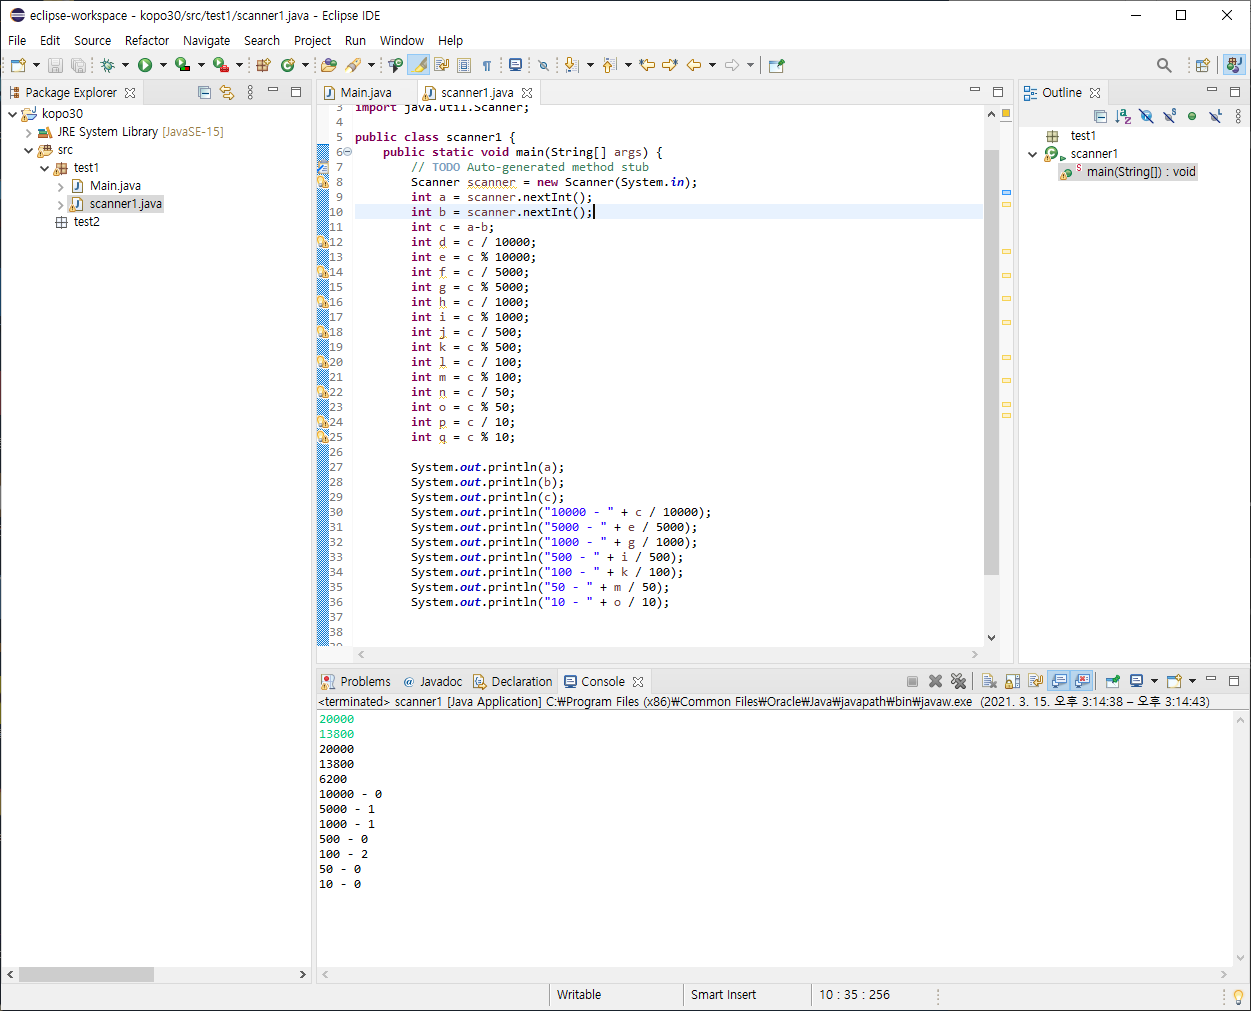 eclipse-workspace - kopo30/src/test1/scanner1.java - Eclipse IDE
File Edit Source Refactor Navigate Search Project Run Window Help
Package Explorer
kopo30
JRE System Library [JavaSE-15]
src
test1
Main.java
scanner1.java
test2
Main.java scanner1.java
3 import java.util.Scanner;
4
5 public class scanner1 {
6 public static void main(String[] args) {
7 // TODO Auto-generated method stub
8 Scanner scanner = new Scanner(System.in);
9 int a = scanner.nextInt();
10 int b = scanner.nextInt();
11 int c = a-b;
12 int d = c / 10000;
13 int e = c % 10000;
14 int f = c / 5000;
15 int g = c % 5000;
16 int h = c / 1000;
17 int i = c % 1000;
18 int j = c / 500;
19 int k = c % 500;
20 int l = c / 100;
21 int m = c % 100;
22 int n = c / 50;
23 int o = c % 50;
24 int p = c / 10;
25 int q = c % 10;
26
27 System.out.println(a);
28 System.out.println(b);
29 System.out.println(c);
30 System.out.println("10000 - " + c / 10000);
31 System.out.println("5000 - " + e / 5000);
32 System.out.println("1000 - " + g / 1000);
33 System.out.println("500 - " + i / 500);
34 System.out.println("100 - " + k / 100);
35 System.out.println("50 - " + m / 50);
36 System.out.println("10 - " + o / 10);
37
38
Outline
test1
scanner1
main(String[]) : void
Problems Javadoc Declaration Console
<terminated> scanner1 [Java Application] C:₩Program Files (x86)₩Common Files₩Oracle₩Java₩javapath₩bin₩javaw.exe (2021. 3. 15. 오후 3:14:38 – 오후 3:14:43)
20000
13800
20000
13800
6200
10000 - 0
5000 - 1
1000 - 1
500 - 0
100 - 2
50 - 0
10 - 0
Writable Smart Insert 10 : 35 : 256